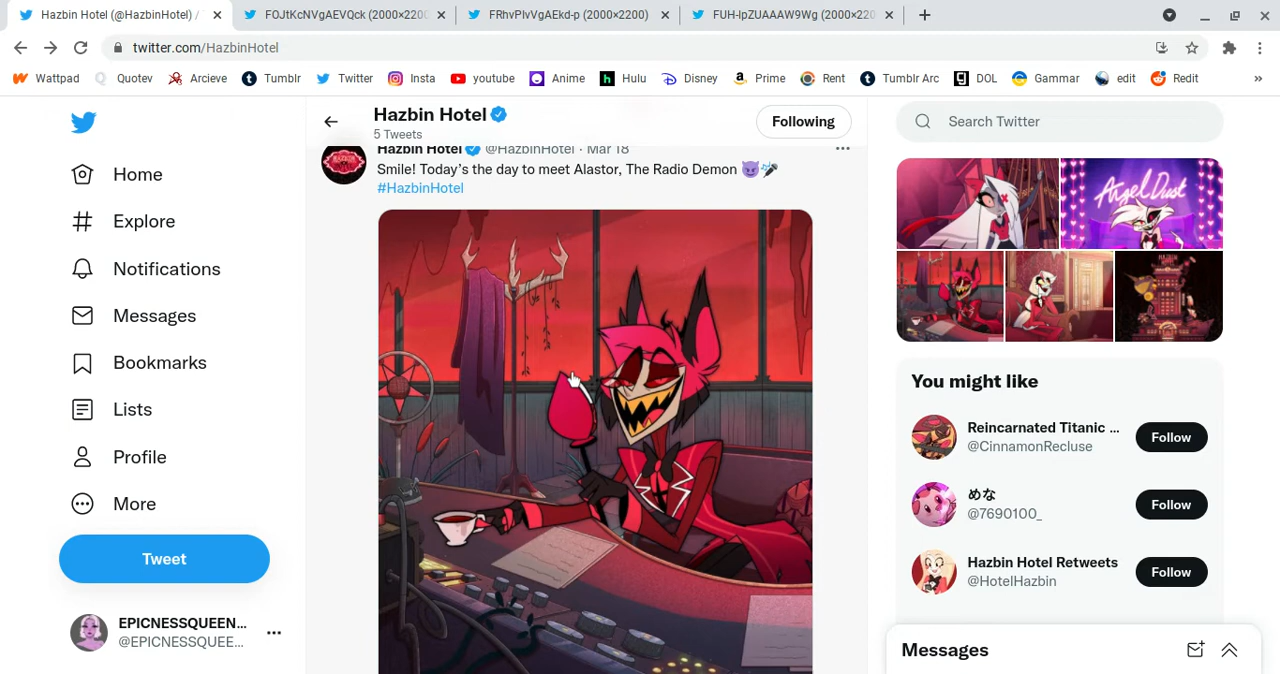 Hazbin Hotel (@HazbinHotel) /
FOJtKcNVgAEVQck (2000×220
FRhvPlvVgAEkd-p (2000×2200)
FUH-lpZUAAAW9Wg (2000×220
twitter.com/HazbinHotel
Wattpad
Quotev
Arcieve
Tumblr
Twitter
Insta
youtube
Anime
Hulu
Disney
Prime
Rent
Tumblr Arc
DOL
Gammar
edit
Redit
Home
Explore
Notifications
Messages
Bookmarks
Lists
Profile
More
Tweet
EPICNESSQUEEN...
@EPICNESSQUEE...
Hazbin Hotel
5 Tweets
Following
Hazbin Hotel @HazbinHotel · Mar 18
Smile! Today's the day to meet Alastor, The Radio Demon 😈🎤
#HazbinHotel
Search Twitter
Angel Dust
You might like
Reincarnated Titanic ...
@CinnamonRecluse
Follow
めな
@7690100_
Follow
Hazbin Hotel Retweets
@HotelHazbin
Follow
Messages